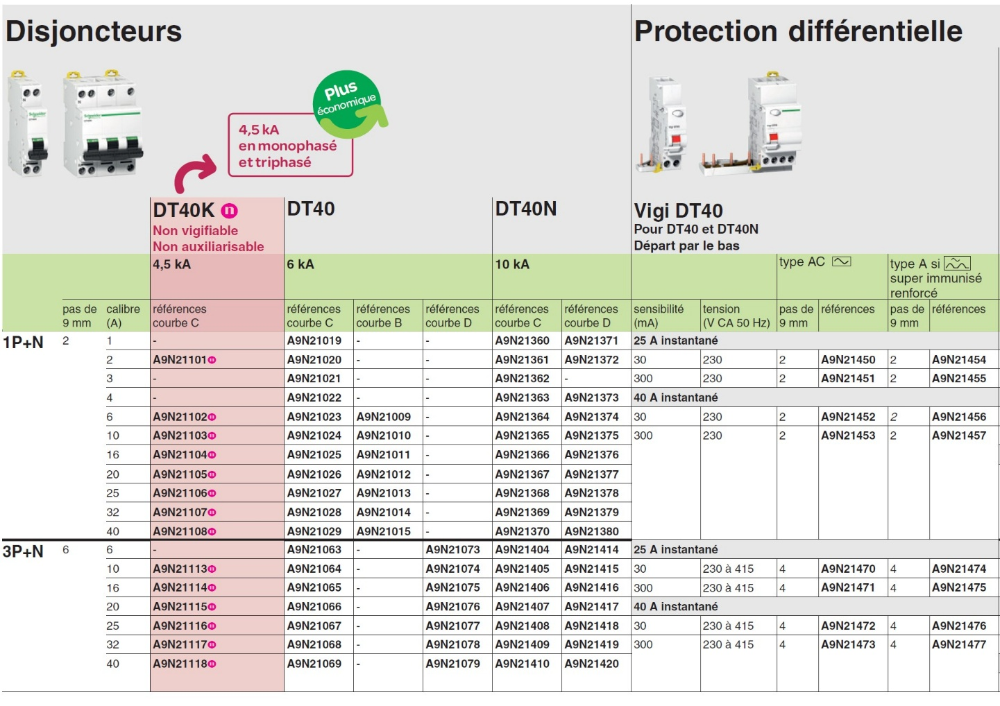 Disjoncteurs
Protection différentielle
Plus
économique
4,5 kA
en monophasé
et triphasé
Schneider
Schneider
DT40K n
Non vigifiable
Non auxiliarisable
DT40
DT40N
Vigi DT40
Pour DT40 et DT40N
Départ par le bas
4,5 kA 6 kA 10 kA type AC type A si
super immunisé
renforcé
pas de calibre références références références références références références sensibilité tension pas de références pas de références
9 mm (A) courbe C courbe C courbe B courbe D courbe C courbe D (mA) (V CA 50 Hz) 9 mm 9 mm
1P+N 2 1 - A9N21019 - - A9N21360 A9N21371 25 A instantané
2 A9N21101 n A9N21020 - - A9N21361 A9N21372 30 230 2 A9N21450 2 A9N21454
3 - A9N21021 - - A9N21362 - 300 230 2 A9N21451 2 A9N21455
4 - A9N21022 - - A9N21363 A9N21373 40 A instantané
6 A9N21102 n A9N21023 A9N21009 - A9N21364 A9N21374 30 230 2 A9N21452 2 A9N21456
10 A9N21103 n A9N21024 A9N21010 - A9N21365 A9N21375 300 230 2 A9N21453 2 A9N21457
16 A9N21104 n A9N21025 A9N21011 - A9N21366 A9N21376
20 A9N21105 n A9N21026 A9N21012 - A9N21367 A9N21377
25 A9N21106 n A9N21027 A9N21013 - A9N21368 A9N21378
32 A9N21107 n A9N21028 A9N21014 - A9N21369 A9N21379
40 A9N21108 n A9N21029 A9N21015 - A9N21370 A9N21380
3P+N 6 6 - A9N21063 - A9N21073 A9N21404 A9N21414 25 A instantané
10 A9N21113 n A9N21064 - A9N21074 A9N21405 A9N21415 30 230 à 415 4 A9N21470 4 A9N21474
16 A9N21114 n A9N21065 - A9N21075 A9N21406 A9N21416 300 230 à 415 4 A9N21471 4 A9N21475
20 A9N21115 n A9N21066 - A9N21076 A9N21407 A9N21417 40 A instantané
25 A9N21116 n A9N21067 - A9N21077 A9N21408 A9N21418 30 230 à 415 4 A9N21472 4 A9N21476
32 A9N21117 n A9N21068 - A9N21078 A9N21409 A9N21419 300 230 à 415 4 A9N21473 4 A9N21477
40 A9N21118 n A9N21069 - A9N21079 A9N21410 A9N21420